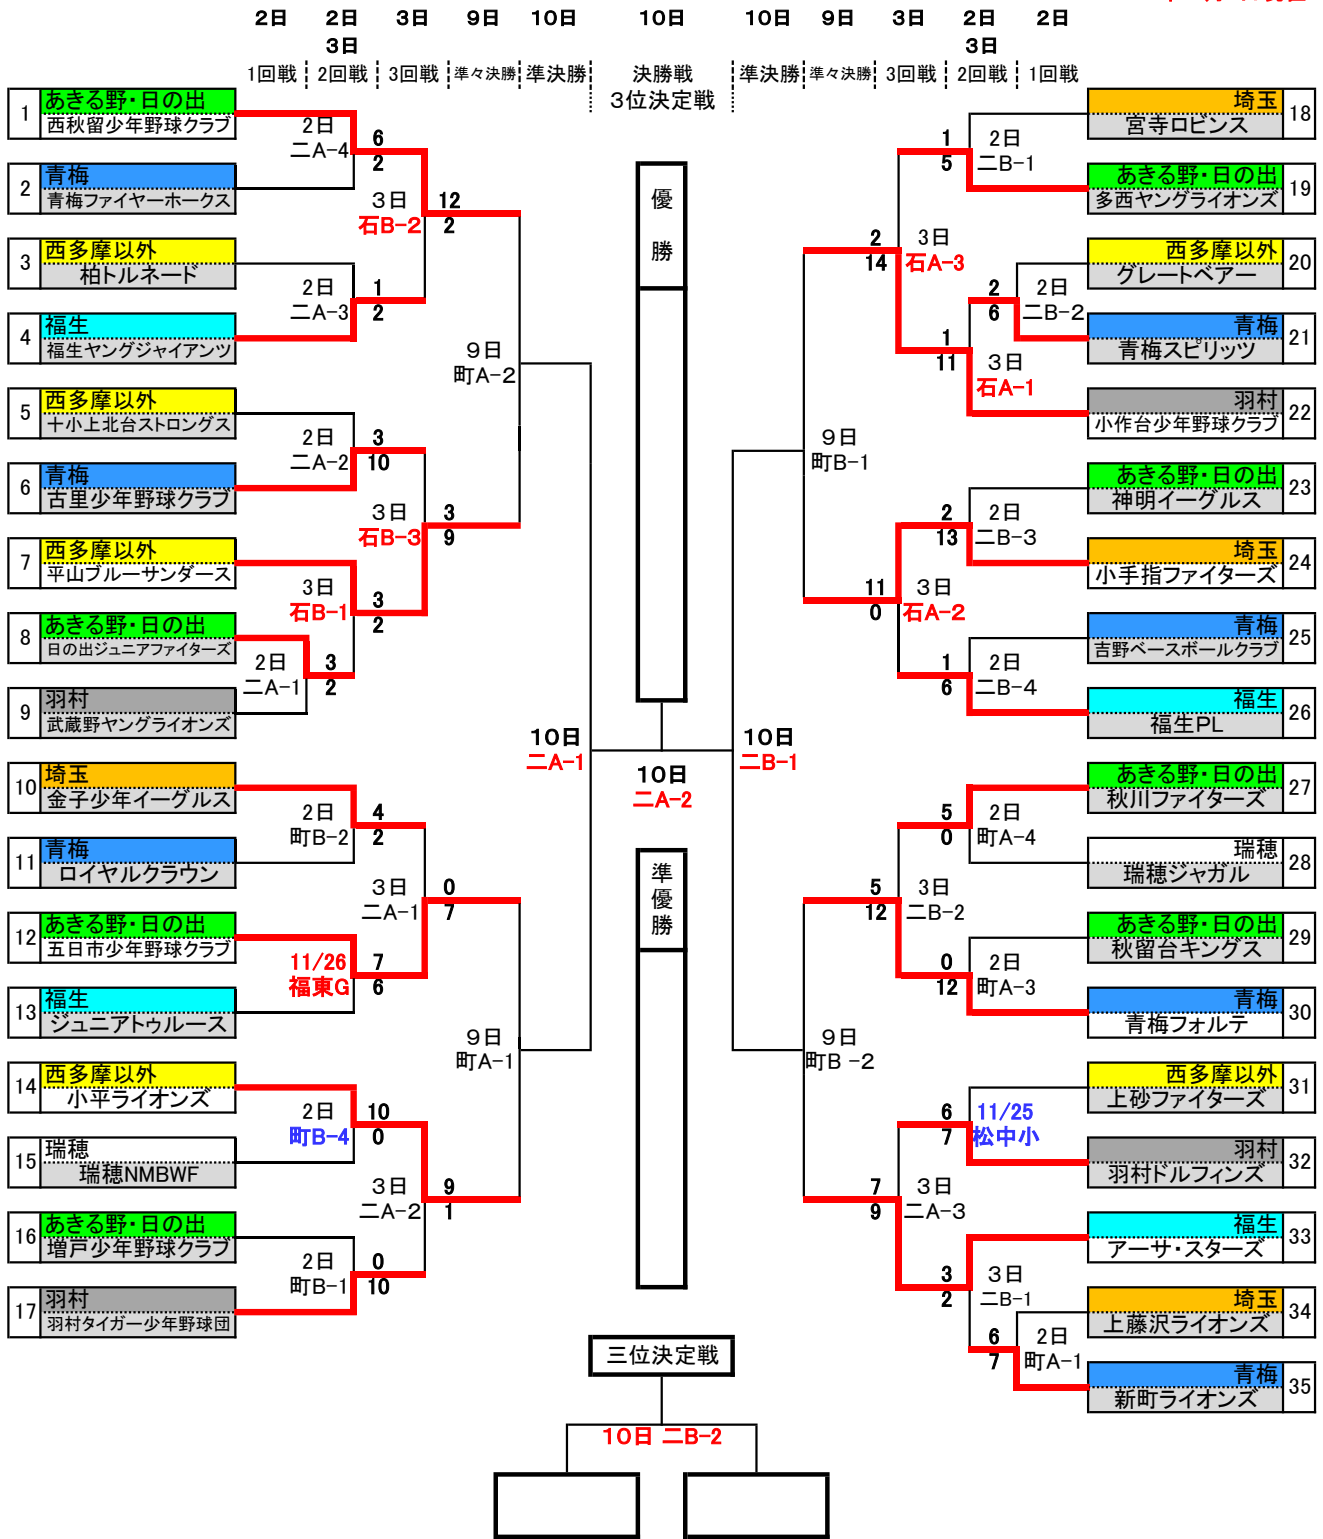 2日 2日 3日 9日 10日 10日 10日 9日 3日 2日 2日
3日 3日
1回戦 2回戦 3回戦 準々決勝 準決勝 決勝戦 準決勝 準々決勝 3回戦 2回戦 1回戦
3位決定戦
1 あきる野・日の出
西秋留少年野球クラブ
2日
二A-4
6
2
2 青梅
青梅ファイヤーホークス
3日
石B-2
12
2
3 西多摩以外
柏トルネード
2日
二A-3
1
2
4 福生
福生ヤングジャイアンツ
9日
町A-2
5 西多摩以外
十小上北台ストロングス
2日
二A-2
3
10
6 青梅
古里少年野球クラブ
3日
石B-3
3
9
7 西多摩以外
平山ブルーサンダース
3日
石B-1
3
2
8 あきる野・日の出
日の出ジュニアファイターズ
2日
二A-1
3
2
9 羽村
武蔵野ヤングライオンズ
10日
二A-1
10 埼玉
金子少年イーグルス
2日
町B-2
4
2
11 青梅
ロイヤルクラウン
3日
二A-1
0
7
12 あきる野・日の出
五日市少年野球クラブ
11/26
福東G
7
6
13 福生
ジュニアトゥルース
9日
町A-1
14 西多摩以外
小平ライオンズ
2日
町B-4
10
0
15 瑞穂
瑞穂NMBWF
3日
二A-2
9
1
16 あきる野・日の出
増戸少年野球クラブ
2日
町B-1
0
10
17 羽村
羽村タイガー少年野球団
優
勝
10日
二A-2
準
優
勝
三位決定戦
10日 二B-2
埼玉 18
宮寺ロビンス
1
5
2日
二B-1
あきる野・日の出 19
多西ヤングライオンズ
2
14
3日
石A-3
西多摩以外 20
グレートベアー
2
6
2日
二B-2
青梅 21
青梅スピリッツ
1
11
3日
石A-1
羽村 22
小作台少年野球クラブ
9日
町B-1
あきる野・日の出 23
神明イーグルス
2
13
2日
二B-3
埼玉 24
小手指ファイターズ
11
0
3日
石A-2
青梅 25
吉野ベースボールクラブ
1
6
2日
二B-4
福生 26
福生PL
10日
二B-1
あきる野・日の出 27
秋川ファイターズ
5
0
2日
町A-4
瑞穂 28
瑞穂ジャガル
5
12
3日
二B-2
あきる野・日の出 29
秋留台キングス
0
12
2日
町A-3
青梅 30
青梅フォルテ
9日
町B -2
西多摩以外 31
上砂ファイターズ
6
7
11/25
松中小
羽村 32
羽村ドルフィンズ
7
9
3日
二A-3
福生 33
アーサ・スターズ
3
2
3日
二B-1
埼玉 34
上藤沢ライオンズ
6
7
2日
町A-1
青梅 35
新町ライオンズ